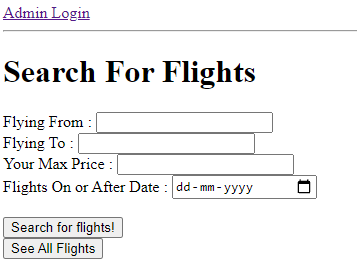 Admin Login
Search For Flights
Flying From :
Flying To :
Your Max Price :
Flights On or After Date : dd-mm-yyyy
Search for flights!
See All Flights